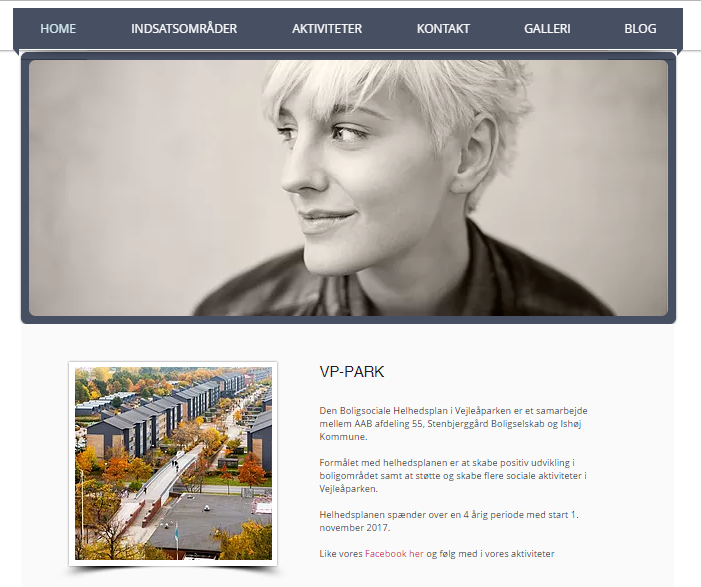 HOME INDSATSOMRÅDER AKTIVITETER KONTAKT GALLERI BLOG
VP-PARK
Den Boligsociale Helhedsplan i Vejleåparken er et samarbejde
mellem AAB afdeling 55, Stenbjerggård Boligselskab og Ishøj
Kommune.
Formålet med helhedsplanen er at skabe positiv udvikling i
boligområdet samt at støtte og skabe flere sociale aktiviteter i
Vejleåparken.
Helhedsplanen spænder over en 4 årig periode med start 1.
november 2017.
Like vores Facebook her og følg med i vores aktiviteter